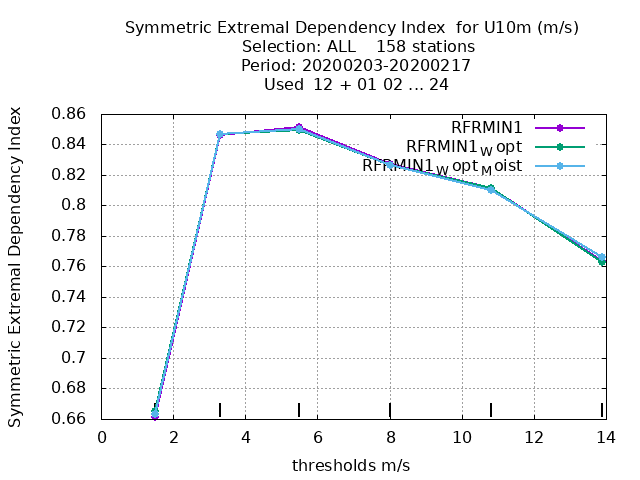 Symmetric Extremal Dependency Index  for U10m (m/s)
Selection: ALL    158 stations
Period: 20200203-20200217
Used  12 + 01 02 ... 24
Symmetric Extremal Dependency Index
0.86
0.84
0.82
0.8
0.78
0.76
0.74
0.72
0.7
0.68
0.66
RFRMIN1
RFRMIN1Wopt
RFRMIN1WoptMoist
0 2 4 6 8 10 12 14
thresholds m/s